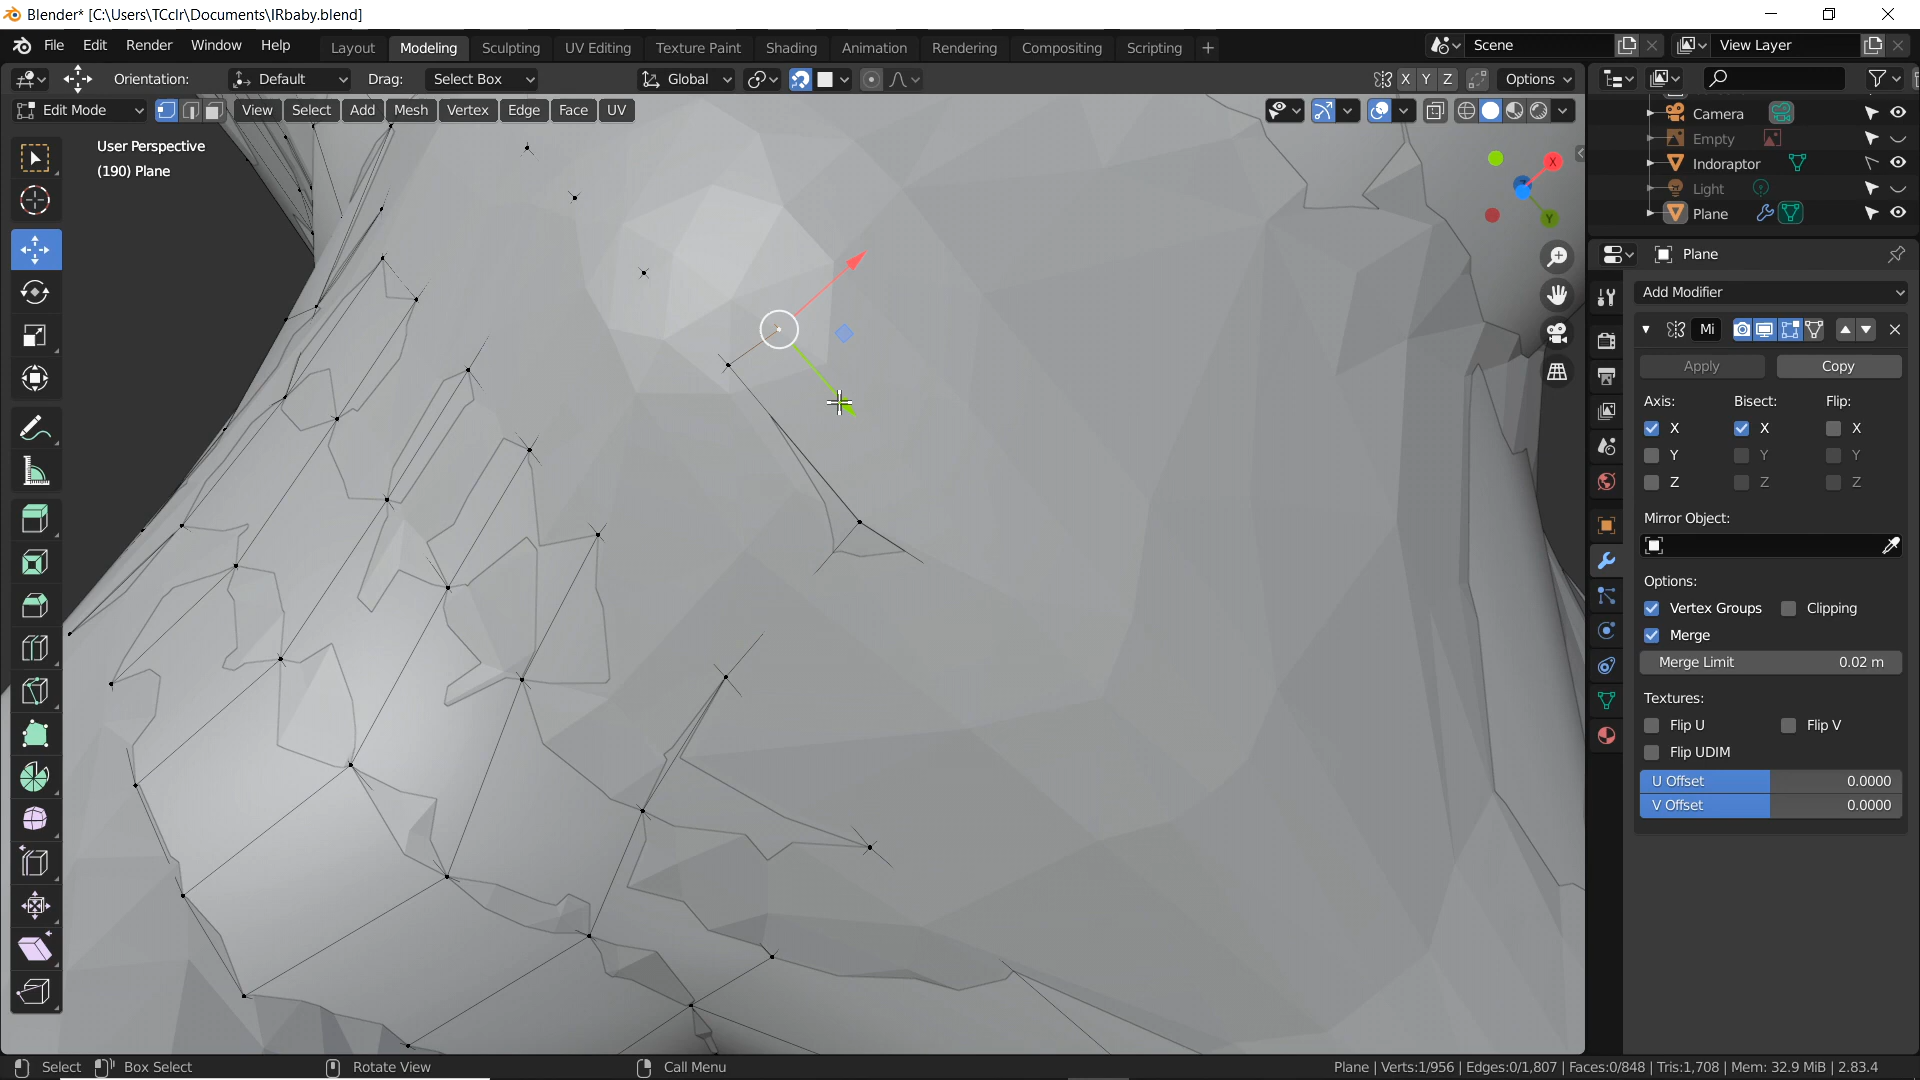 Blender* [C:\Users\TCclr\Documents\IRbaby.blend]
File Edit Render Window Help
Layout Modeling Sculpting UV Editing Texture Paint Shading Animation Rendering Compositing Scripting +
Scene
View Layer
Orientation: Default Drag: Select Box
Global
X Y Z Options
Edit Mode View Select Add Mesh Vertex Edge Face UV
User Perspective
(190) Plane
X
Y
Z
Camera
Empty
Indoraptor
Light
Plane
Plane
Add Modifier
Mi
Apply Copy
Axis: Bisect: Flip:
X X X
Y Y Y
Z Z Z
Mirror Object:
Options:
Vertex Groups Clipping
Merge
Merge Limit 0.02 m
Textures:
Flip U Flip V
Flip UDIM
U Offset 0.0000
V Offset 0.0000
Select Box Select Rotate View Call Menu
Plane | Verts:1/956 | Edges:0/1,807 | Faces:0/848 | Tris:1,708 | Mem: 32.9 MiB | 2.83.4